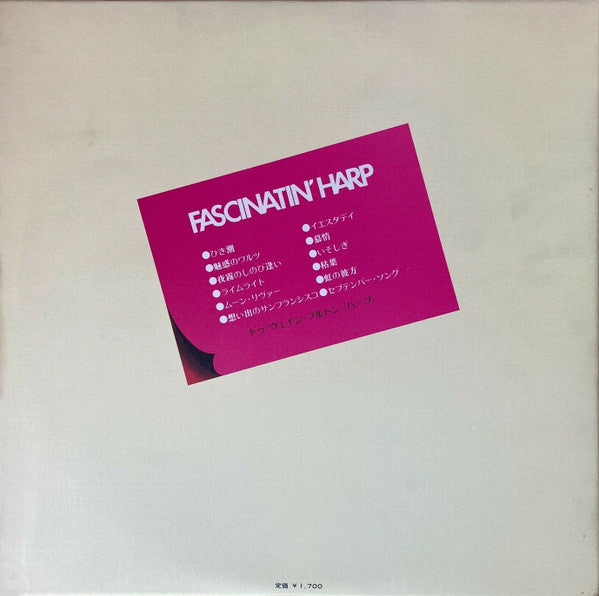 FASCINATIN' HARP
●ひき潮
●魅惑のワルツ
●夜霧のしのび逢い
●ライムライト
●ムーン・リヴァー
●想い出のサンフランシスコ
●イエスタデイ
●慕情
●いそしぎ
●枯葉
●虹の彼方
●セプテンバー・ソング
ドゥ・ウェイン・フルトン(ハープ)
定価 ¥1,700